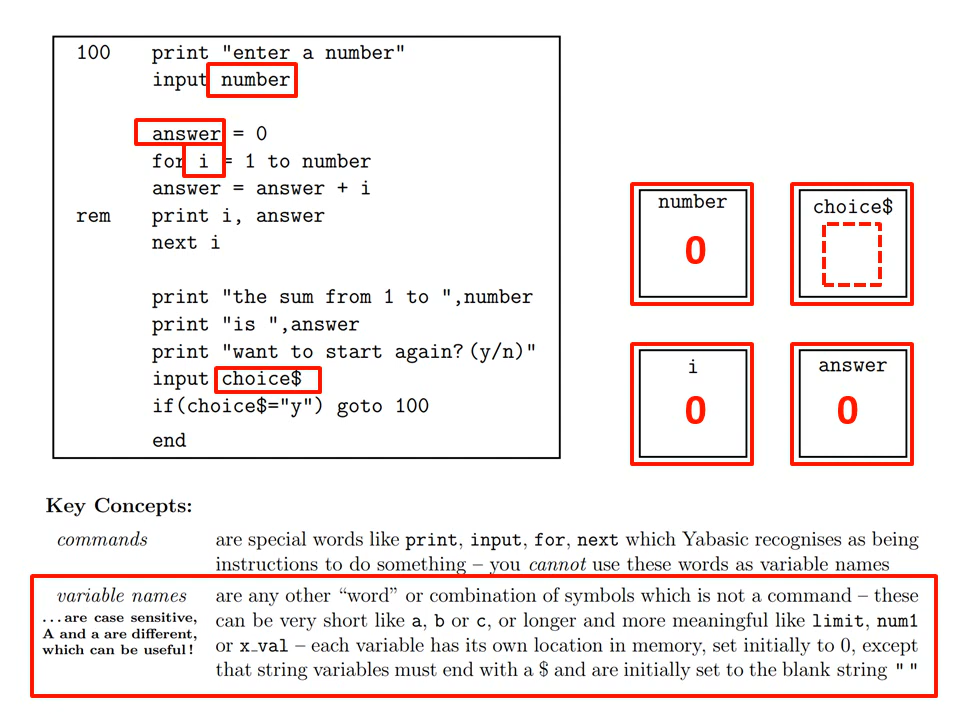 100 print "enter a number"
input number
answer = 0
for i = 1 to number
answer = answer + i
rem print i, answer
next i
print "the sum from 1 to ",number
print "is ",answer
print "want to start again?(y/n)"
input choice$
if(choice$="y") goto 100
end
number
0
choice$
i
0
answer
0
Key Concepts:
commands are special words like print, input, for, next which Yabasic recognises as being
instructions to do something – you cannot use these words as variable names
variable names are any other “word” or combination of symbols which is not a command – these
...are case sensitive,
A and a are different,
which can be useful!
can be very short like a, b or c, or longer and more meaningful like limit, num1
or x_val – each variable has its own location in memory, set initially to 0, except
that string variables must end with a $ and are initially set to the blank string " "